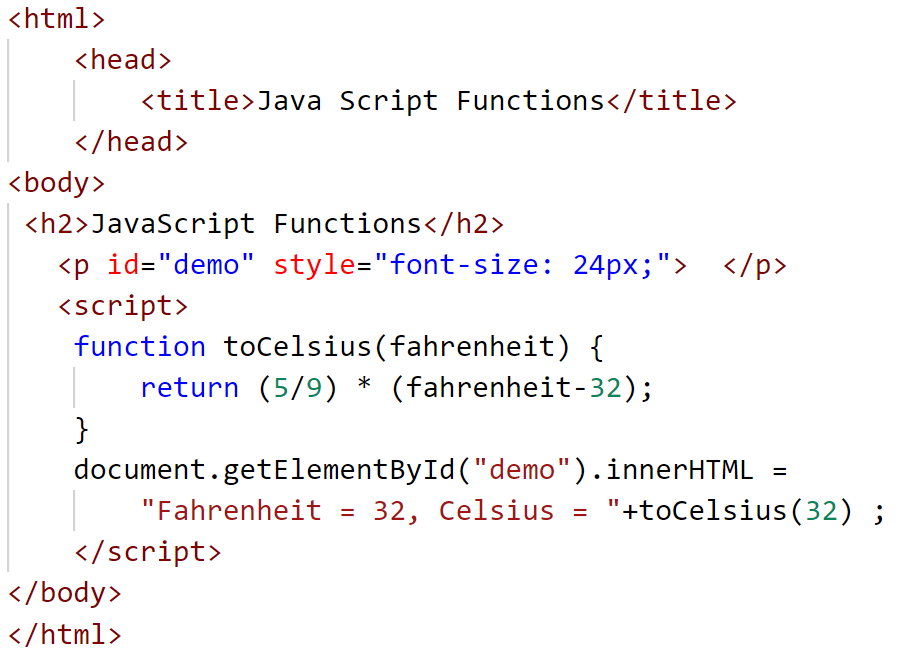 <html>
<head>
<title>Java Script Functions</title>
</head>
<body>
<h2>JavaScript Functions</h2>
<p id="demo" style="font-size: 24px;">  </p>
<script>
function toCelsius(fahrenheit) {
return (5/9) * (fahrenheit-32);
}
document.getElementById("demo").innerHTML =
"Fahrenheit = 32, Celsius = "+toCelsius(32) ;
</script>
</body>
</html>